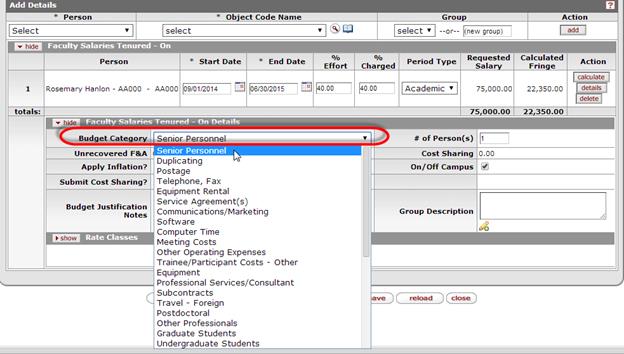 Add Details ?
* Person * Object Code Name Group Action
Select Select select --or-- (new group) add
hide Faculty Salaries Tenured - On
Person * Start Date * End Date % Effort % Charged Period Type Requested Salary Calculated Fringe Action
1 Rosemary Hanlon - AA000 - AA000 09/01/2014 06/30/2015 40.00 40.00 Academic 75,000.00 22,350.00 calculate
details
delete
totals: 75,000.00 22,350.00
hide Faculty Salaries Tenured - On Details
Budget Category Senior Personnel # of Person(s) 1
Unrecovered F&A Cost Sharing 0.00
Apply Inflation? On/Off Campus
Submit Cost Sharing?
Budget Justification Notes Group Description
show Rate Classes
Senior Personnel
Duplicating
Postage
Telephone, Fax
Equipment Rental
Service Agreement(s)
Communications/Marketing
Software
Computer Time
Meeting Costs
Other Operating Expenses
Trainee/Participant Costs - Other
Equipment
Professional Services/Consultant
Subcontracts
Travel - Foreign
Postdoctoral
Other Professionals
Graduate Students
Undergraduate Students
reload close